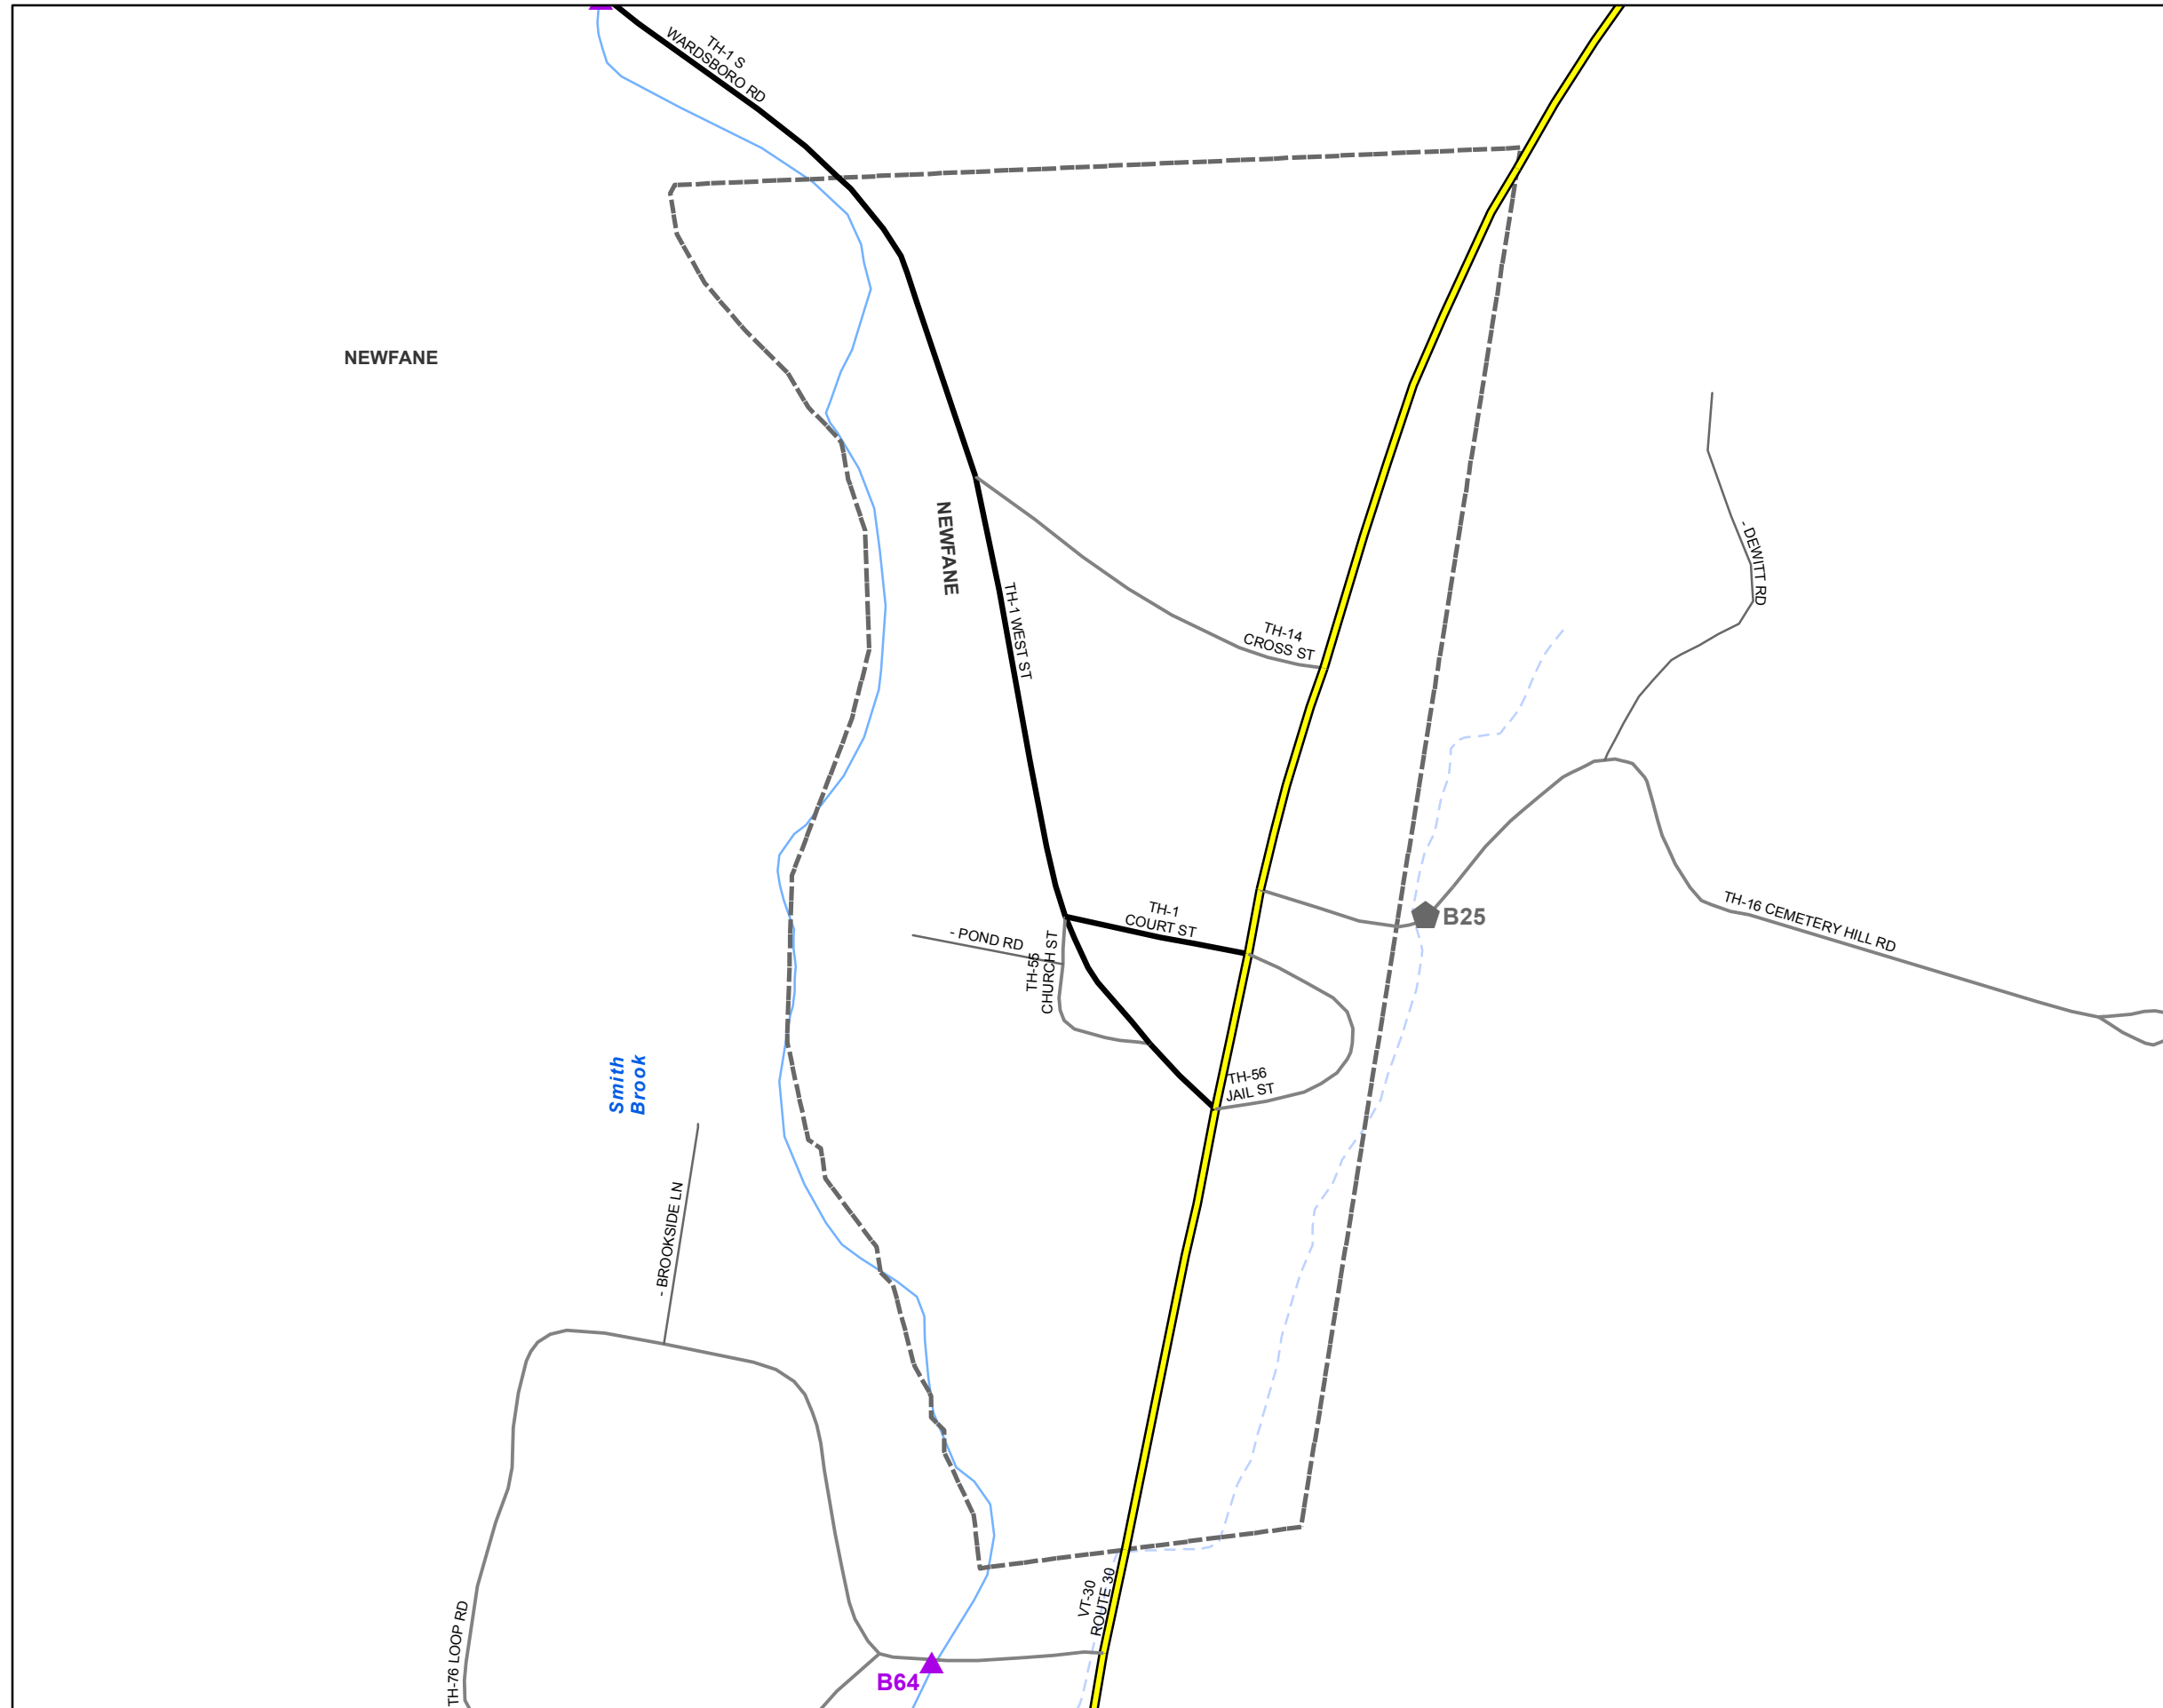 TH-1 S
WARDSBORO RD
NEWFANE
NEWFANE
TH-1 WEST ST
TH-14
CROSS ST
- DEWITT RD
TH-1
COURT ST
- POND RD
TH-55
CHURCH ST
B25
TH-16 CEMETERY HILL RD
TH-56
JAIL ST
Smith
Brook
- BROOKSIDE LN
VT-30
ROUTE 30
TH-76 LOOP RD
B64